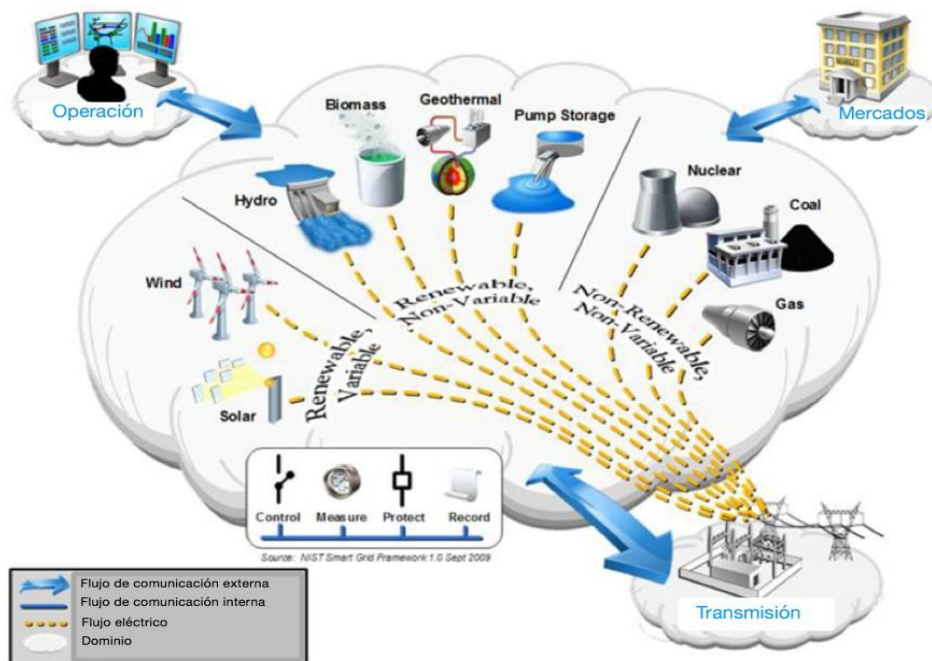 Operación
Mercados
MARKET
Biomass
Geothermal
Pump Storage
Hydro
Nuclear
Coal
Wind
Gas
Solar
Renewable,
Variable
Renewable,
Non-Variable
Non-Renewable,
Non-Variable
Control Measure Protect Record
Source: NIST Smart Grid Framework 1.0 Sept 2009
Transmisión
Flujo de comunicación externa
Flujo de comunicación interna
Flujo eléctrico
Dominio